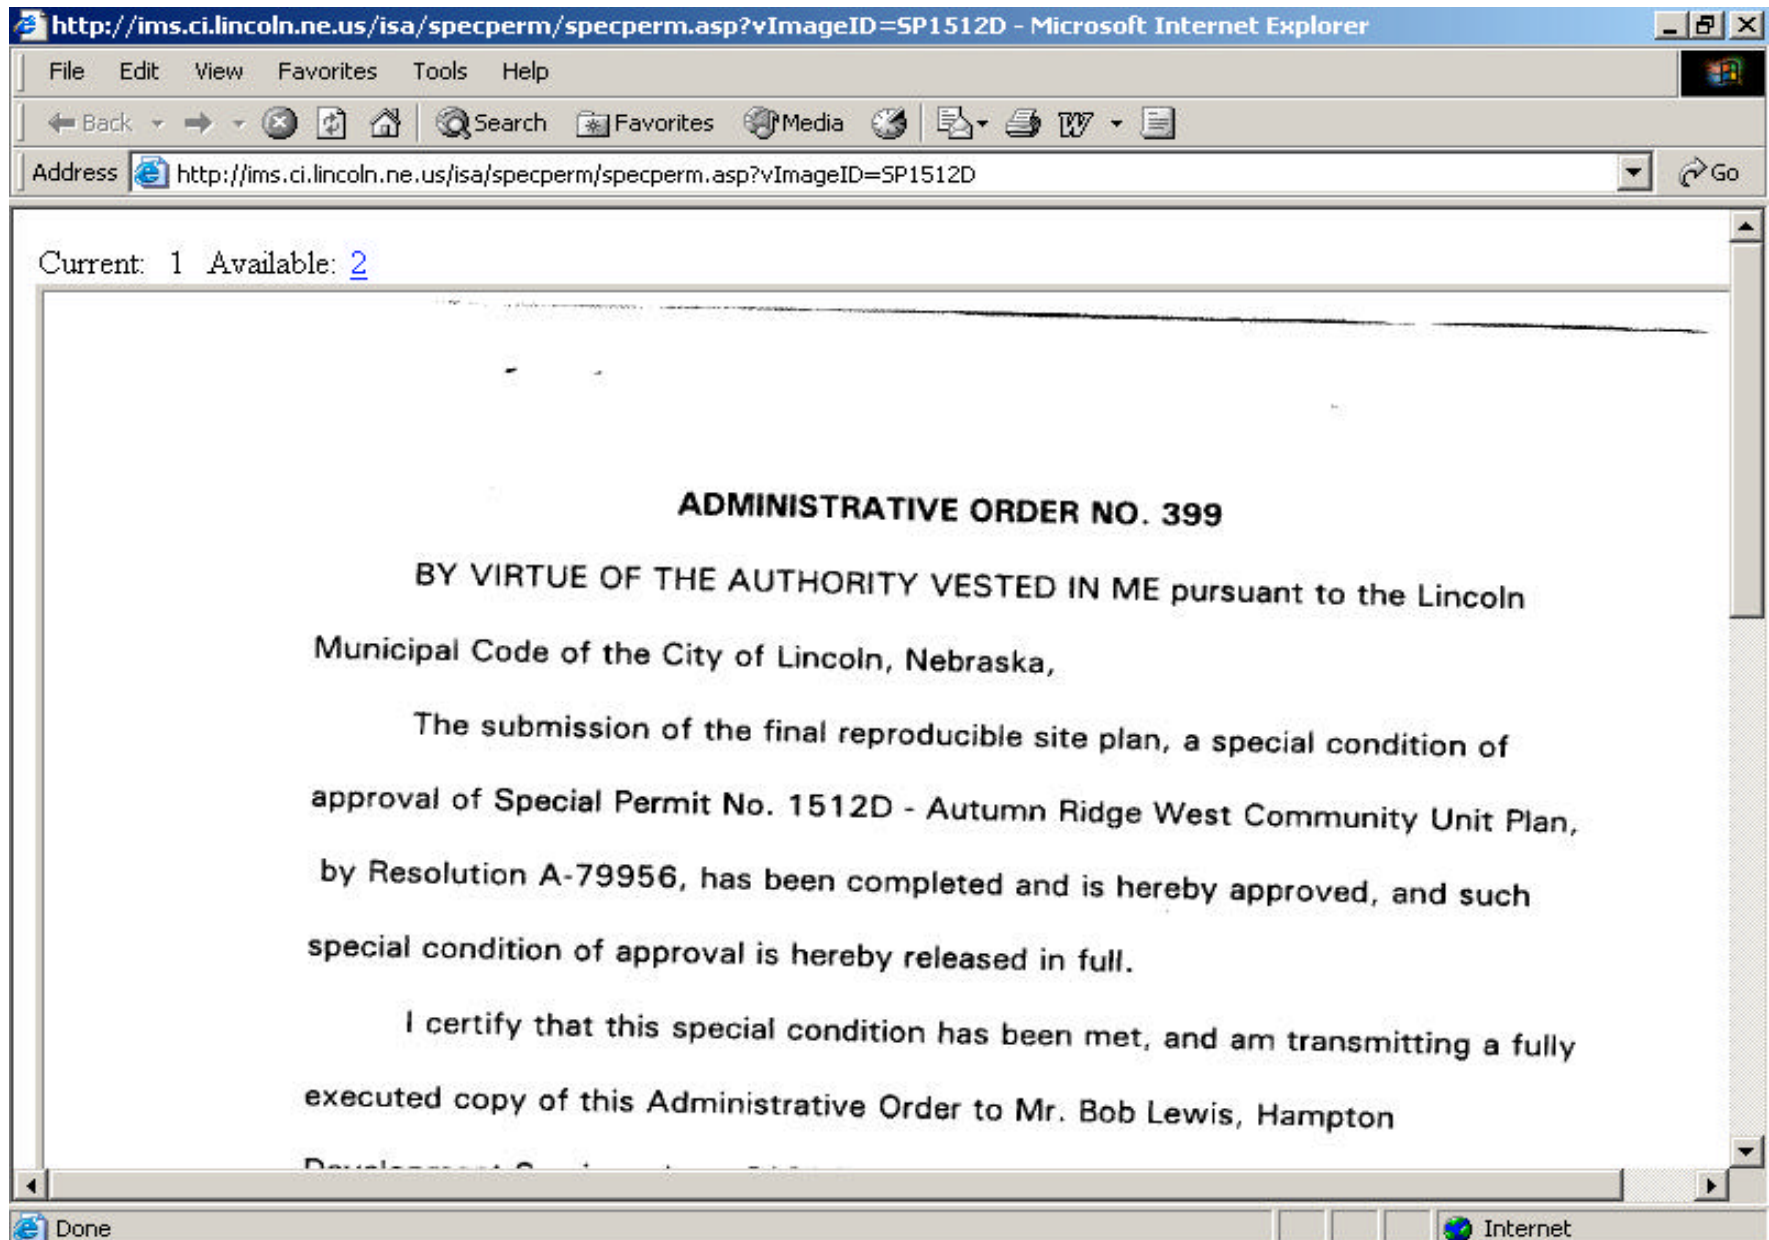 http://ims.ci.lincoln.ne.us/isa/specperm/specperm.asp?vImageID=SP1512D - Microsoft Internet Explorer
File Edit View Favorites Tools Help
Back Search Favorites Media
Address http://ims.ci.lincoln.ne.us/isa/specperm/specperm.asp?vImageID=SP1512D Go
Current: 1 Available: 2
ADMINISTRATIVE ORDER NO. 399
BY VIRTUE OF THE AUTHORITY VESTED IN ME pursuant to the Lincoln
Municipal Code of the City of Lincoln, Nebraska,
The submission of the final reproducible site plan, a special condition of
approval of Special Permit No. 1512D - Autumn Ridge West Community Unit Plan,
by Resolution A-79956, has been completed and is hereby approved, and such
special condition of approval is hereby released in full.
I certify that this special condition has been met, and am transmitting a fully
executed copy of this Administrative Order to Mr. Bob Lewis, Hampton
Done Internet